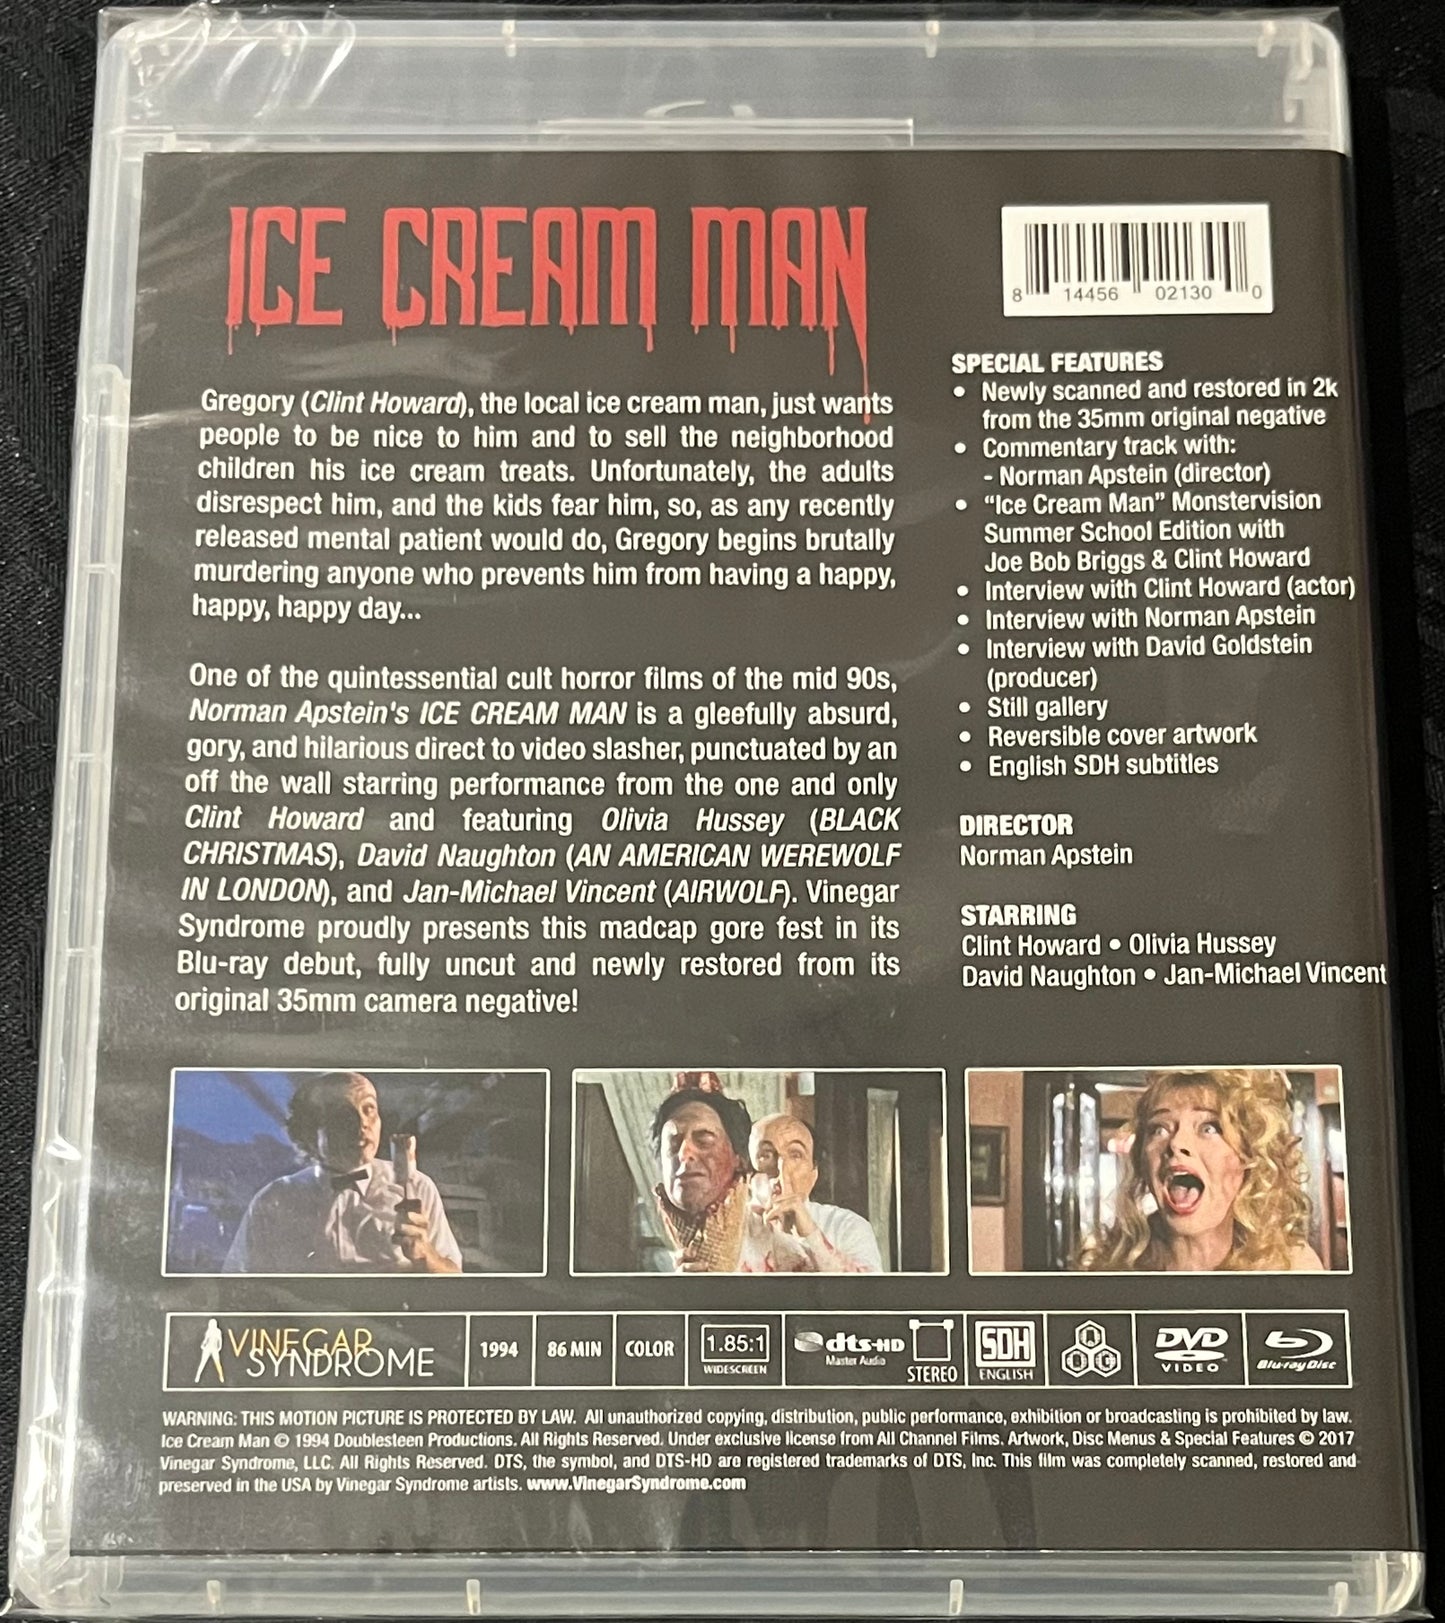 ICE CREAM MAN
Gregory (Clint Howard), the local ice cream man, just wants
people to be nice to him and to sell the neighborhood
children his ice cream treats. Unfortunately, the adults
disrespect him, and the kids fear him, so, as any recently
released mental patient would do, Gregory begins brutally
murdering anyone who prevents him from having a happy,
happy, happy day...
One of the quintessential cult horror films of the mid 90s,
Norman Apstein's ICE CREAM MAN is a gleefully absurd,
gory, and hilarious direct to video slasher, punctuated by an
off the wall starring performance from the one and only
Clint Howard and featuring Olivia Hussey (BLACK
CHRISTMAS), David Naughton (AN AMERICAN WEREWOLF
IN LONDON), and Jan-Michael Vincent (AIRWOLF). Vinegar
Syndrome proudly presents this madcap gore fest in its
Blu-ray debut, fully uncut and newly restored from its
original 35mm camera negative!
8 14456 02130 0
SPECIAL FEATURES
• Newly scanned and restored in 2k
from the 35mm original negative
• Commentary track with:
- Norman Apstein (director)
• “Ice Cream Man” Monstervision
Summer School Edition with
Joe Bob Briggs & Clint Howard
• Interview with Clint Howard (actor)
• Interview with Norman Apstein
• Interview with David Goldstein
(producer)
• Still gallery
• Reversible cover artwork
• English SDH subtitles
DIRECTOR
Norman Apstein
STARRING
Clint Howard • Olivia Hussey
David Naughton • Jan-Michael Vincent
VINEGAR
SYNDROME
1994
86 MIN
COLOR
1.85:1
WIDESCREEN
dts-HD
Master Audio
STEREO
SDH
ENGLISH
DVD
VIDEO
Blu-ray Disc
WARNING: THIS MOTION PICTURE IS PROTECTED BY LAW. All unauthorized copying, distribution, public performance, exhibition or broadcasting is prohibited by law.
Ice Cream Man © 1994 Doublesteen Productions. All Rights Reserved. Under exclusive license from All Channel Films. Artwork, Disc Menus & Special Features © 2017
Vinegar Syndrome, LLC. All Rights Reserved. DTS, the symbol, and DTS-HD are registered trademarks of DTS, Inc. This film was completely scanned, restored and
preserved in the USA by Vinegar Syndrome artists. www.VinegarSyndrome.com